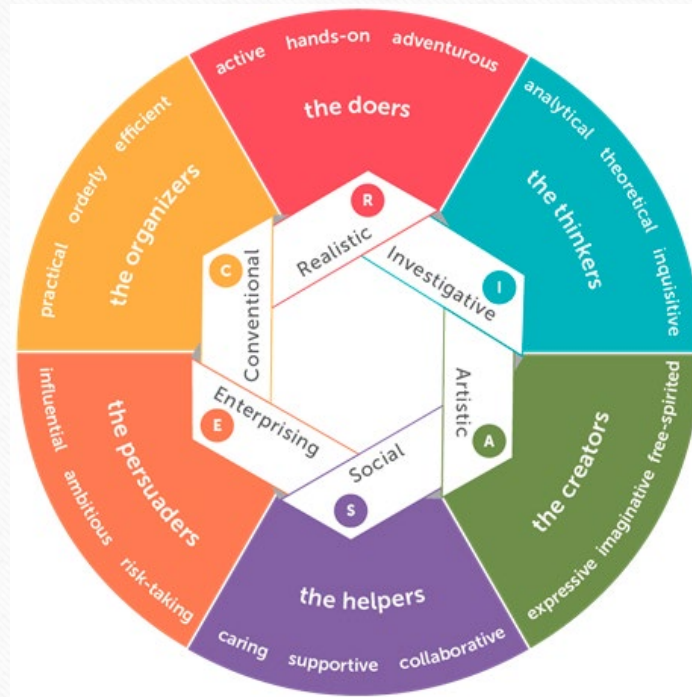 active hands-on adventurous
the doers
analytical theoretical inquisitive
the thinkers
free-spirited imaginative expressive
the creators
caring supportive collaborative
the helpers
influential ambitious risk-taking
the persuaders
practical orderly efficient
the organizers
R
Realistic
I
Investigative
A
Artistic
S
Social
E
Enterprising
C
Conventional